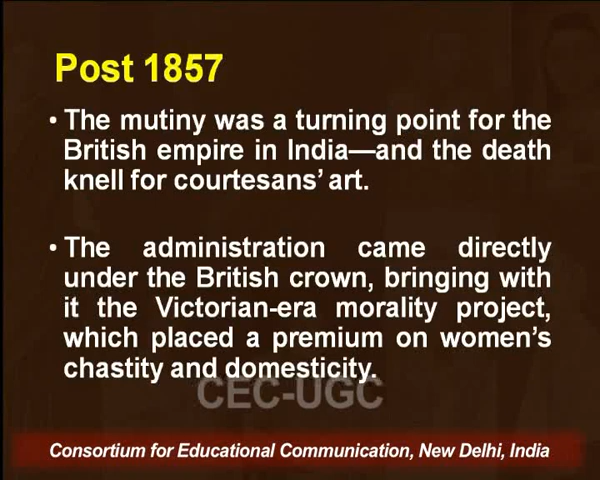 Post 1857
• The mutiny was a turning point for the
British empire in India—and the death
knell for courtesans' art.
• The administration came directly
under the British crown, bringing with
it the Victorian-era morality project,
which placed a premium on women's
chastity and domesticity.
CEC-UGC
Consortium for Educational Communication, New Delhi, India